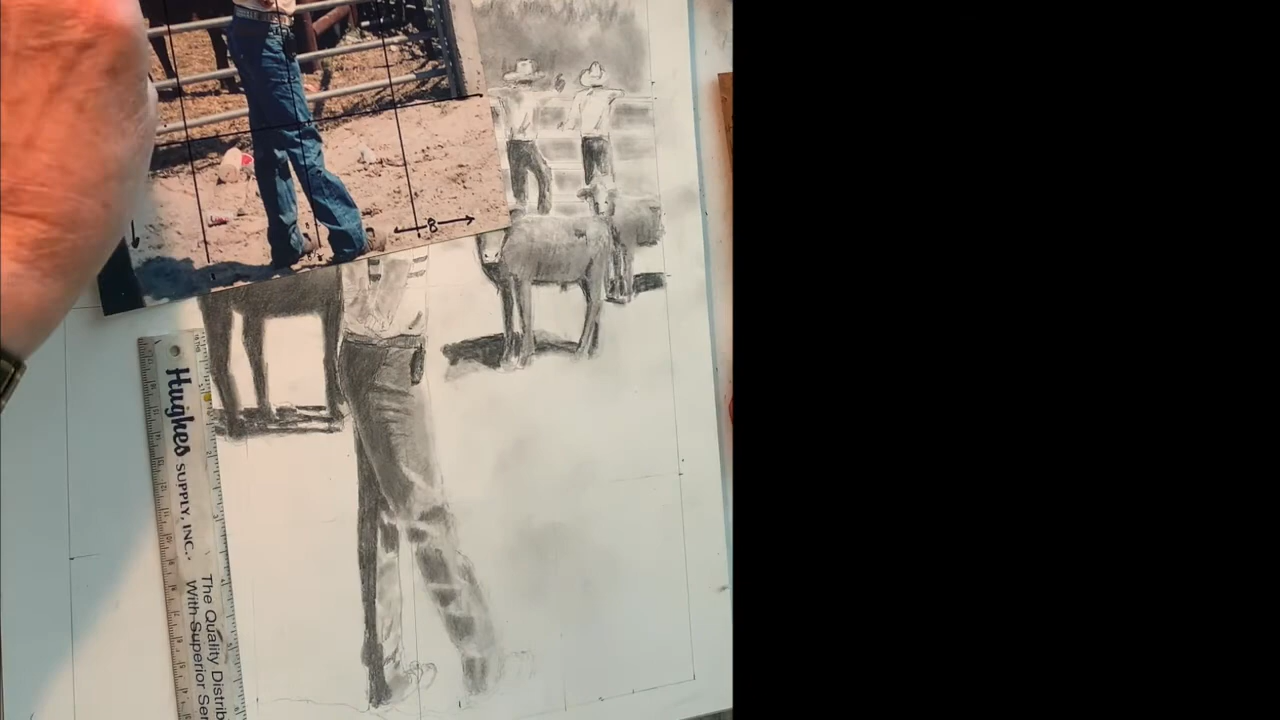 8
Hughes SUPPLY, INC.
The Quality Distrib
With Superior Ser